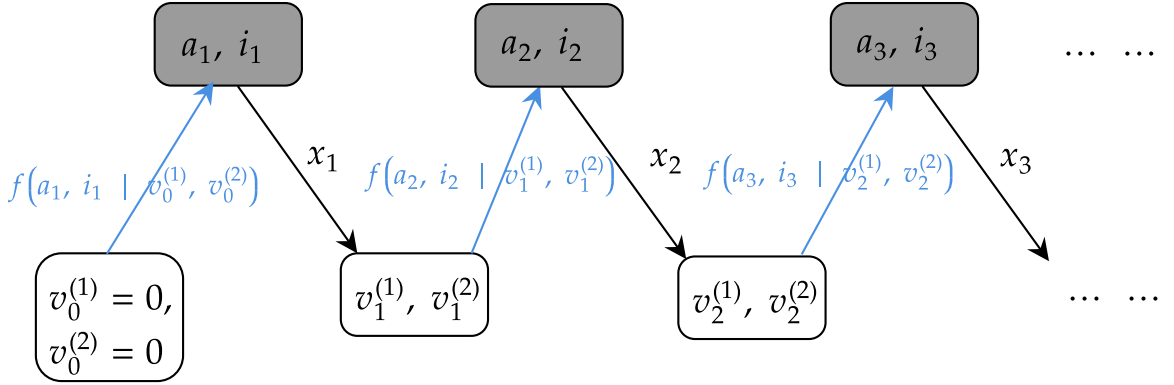 a₁, i₁ a₂, i₂ a₃, i₃ ... ...
x₁ x₂ x₃
f(a₁, i₁ | v₀⁽¹⁾, v₀⁽²⁾) f(a₂, i₂ | v₁⁽¹⁾, v₁⁽²⁾) f(a₃, i₃ | v₂⁽¹⁾, v₂⁽²⁾)
v₀⁽¹⁾ = 0,
v₀⁽²⁾ = 0
v₁⁽¹⁾, v₁⁽²⁾
v₂⁽¹⁾, v₂⁽²⁾
... ...